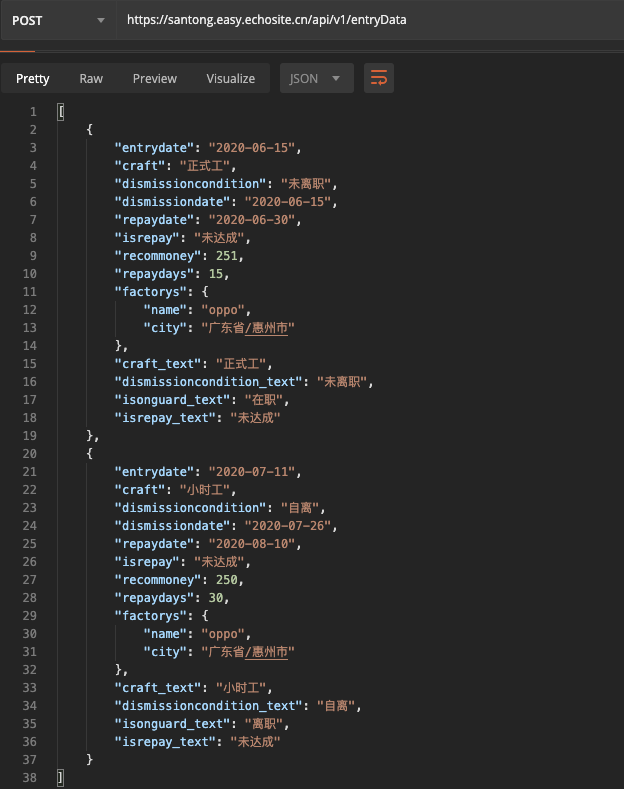 POST https://santong.easy.echosite.cn/api/v1/entryData
Pretty Raw Preview Visualize JSON
1 [
2 {
3 "entrydate": "2020-06-15",
4 "craft": "正式工",
5 "dismissioncondition": "未离职",
6 "dismissiondate": "2020-06-15",
7 "repaydate": "2020-06-30",
8 "isrepay": "未达成",
9 "recommoney": 251,
10 "repaydays": 15,
11 "factorys": {
12 "name": "oppo",
13 "city": "广东省/惠州市"
14 },
15 "craft_text": "正式工",
16 "dismissioncondition_text": "未离职",
17 "isonguard_text": "在职",
18 "isrepay_text": "未达成"
19 },
20 {
21 "entrydate": "2020-07-11",
22 "craft": "小时工",
23 "dismissioncondition": "自离",
24 "dismissiondate": "2020-07-26",
25 "repaydate": "2020-08-10",
26 "isrepay": "未达成",
27 "recommoney": 250,
28 "repaydays": 30,
29 "factorys": {
30 "name": "oppo",
31 "city": "广东省/惠州市"
32 },
33 "craft_text": "小时工",
34 "dismissioncondition_text": "自离",
35 "isonguard_text": "离职",
36 "isrepay_text": "未达成"
37 }
38 ]